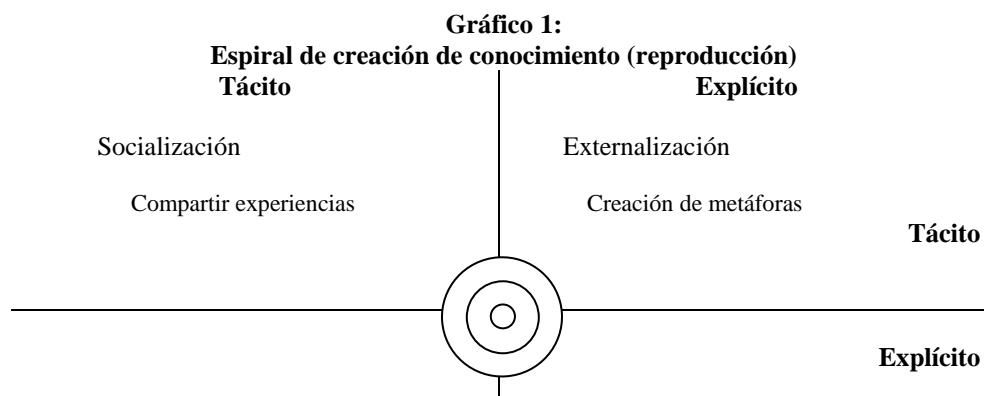 Gráfico 1:
Espiral de creación de conocimiento (reproducción)
Tácito Explícito
Socialización Externalización
Compartir experiencias Creación de metáforas
Tácito
Explícito